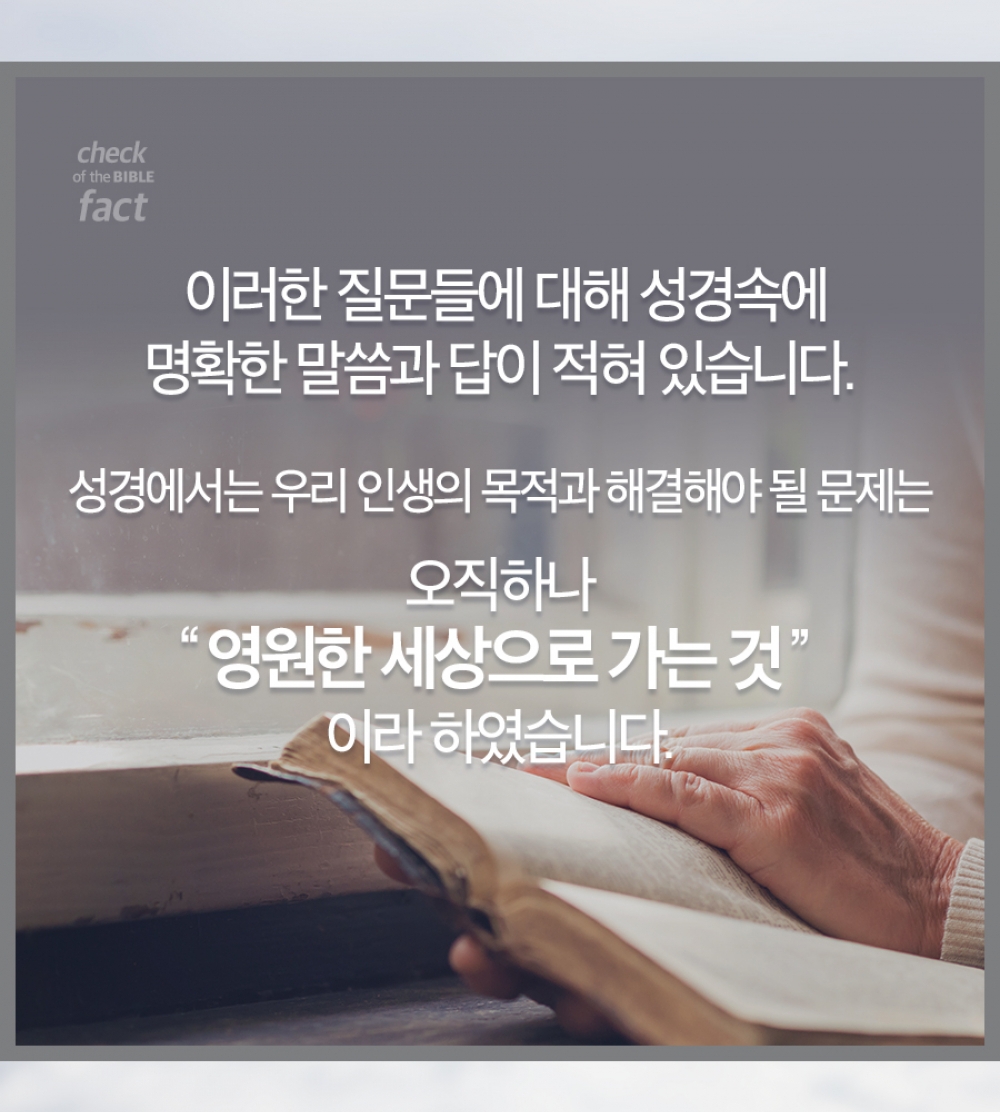 check
of the BIBLE
fact
이러한 질문들에 대해 성경속에
명확한 말씀과 답이 적혀 있습니다.
성경에서는 우리 인생의 목적과 해결해야 될 문제는
오직하나
“영원한 세상으로 가는 것”
이라 하였습니다.